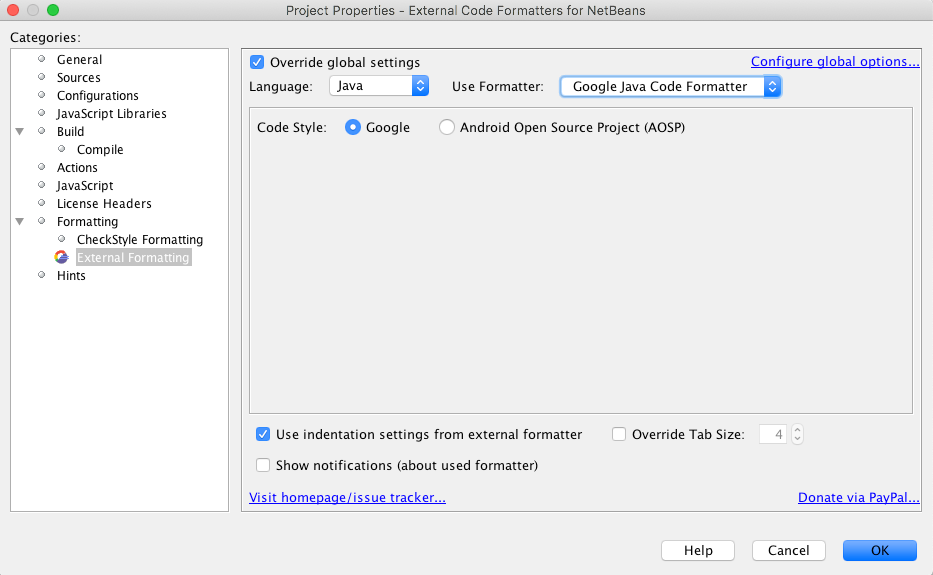 Project Properties - External Code Formatters for NetBeans
Categories:
General
Sources
Configurations
JavaScript Libraries
Build
Compile
Actions
JavaScript
License Headers
Formatting
CheckStyle Formatting
External Formatting
Hints
Override global settings Configure global options...
Language: Java Use Formatter: Google Java Code Formatter
Code Style: Google Android Open Source Project (AOSP)
Use indentation settings from external formatter Override Tab Size: 4
Show notifications (about used formatter)
Visit homepage/issue tracker... Donate via PayPal...
Help Cancel OK